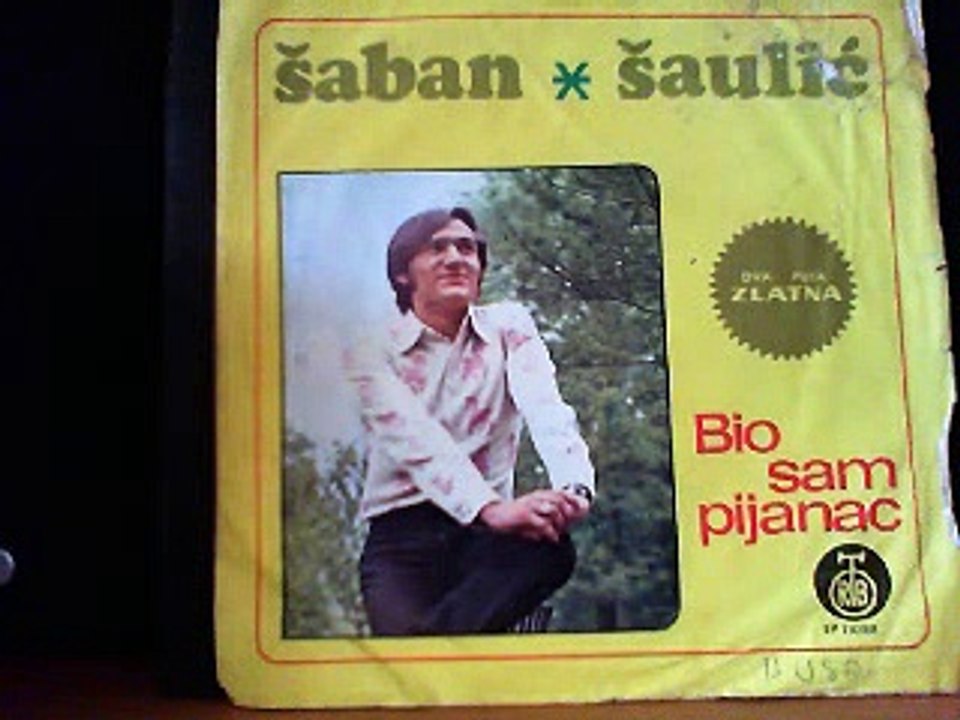 šaban * šaulić
DVA PUTA
ZLATNA
Bio
sam
pijanac